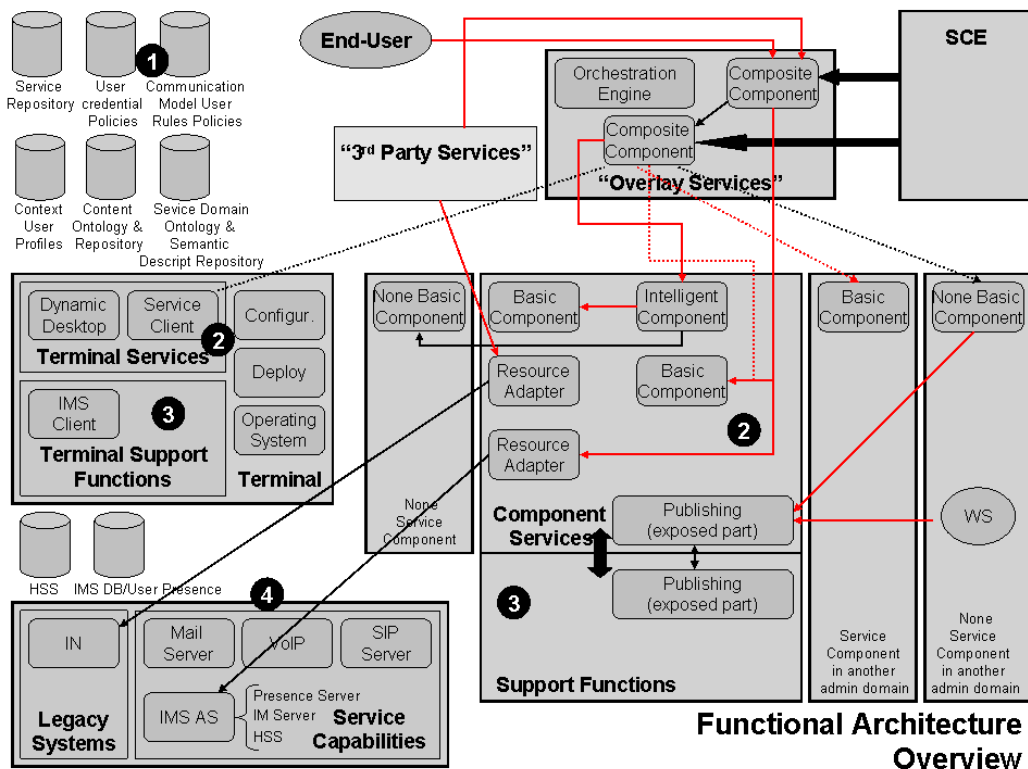 1
Service
Repository
User
credential
Policies
Communication
Model User
Rules Policies
Context
User
Profiles
Content
Ontology &
Repository
Sevice Domain
Ontology &
Semantic
Descript Repository
End-User
"3rd Party Services"
Orchestration
Engine
Composite
Component
Composite
Component
"Overlay Services"
SCE
Dynamic
Desktop
Service
Client
2
Terminal Services
Configur.
Deploy
Operating
System
Terminal
IMS
Client
3
Terminal Support
Functions
None Basic
Component
None
Service
Component
Basic
Component
Intelligent
Component
Resource
Adapter
Basic
Component
2
Resource
Adapter
Publishing
(exposed part)
Component
Services
Publishing
(exposed part)
3
Support Functions
Basic
Component
Service
Component
in another
admin domain
None Basic
Component
WS
None
Service
Component
in another
admin domain
HSS
IMS DB/User Presence
4
IN
Legacy
Systems
Mail
Server
VoIP
SIP
Server
IMS AS
Presence Server
IM Server
HSS
Service
Capabilities
Functional Architecture
Overview